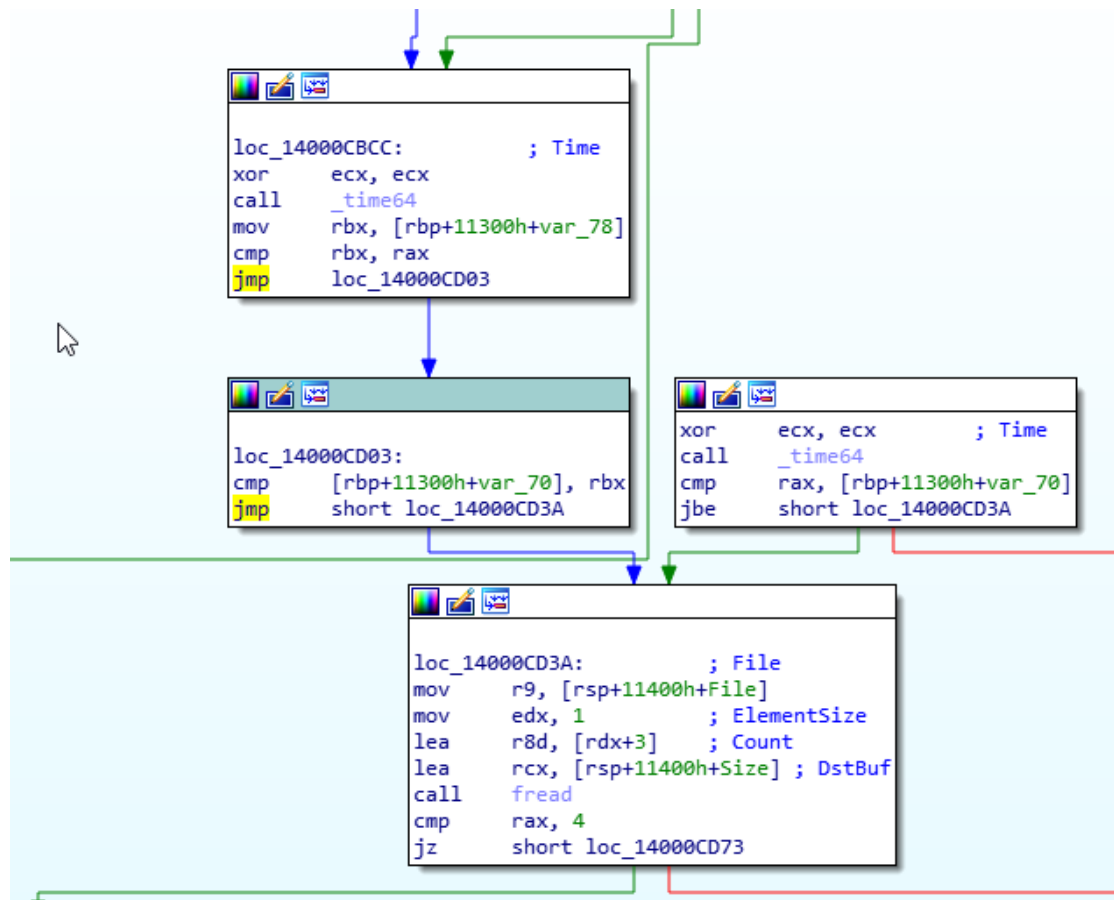 loc_14000CBCC: ; Time
xor ecx, ecx
call _time64
mov rbx, [rbp+11300h+var_78]
cmp rbx, rax
jmp loc_14000CD03
loc_14000CD03:
cmp [rbp+11300h+var_70], rbx
jmp short loc_14000CD3A
xor ecx, ecx ; Time
call _time64
cmp rax, [rbp+11300h+var_70]
jbe short loc_14000CD3A
loc_14000CD3A: ; File
mov r9, [rsp+11400h+File]
mov edx, 1 ; ElementSize
lea r8d, [rdx+3] ; Count
lea rcx, [rsp+11400h+Size] ; DstBuf
call fread
cmp rax, 4
jz short loc_14000CD73